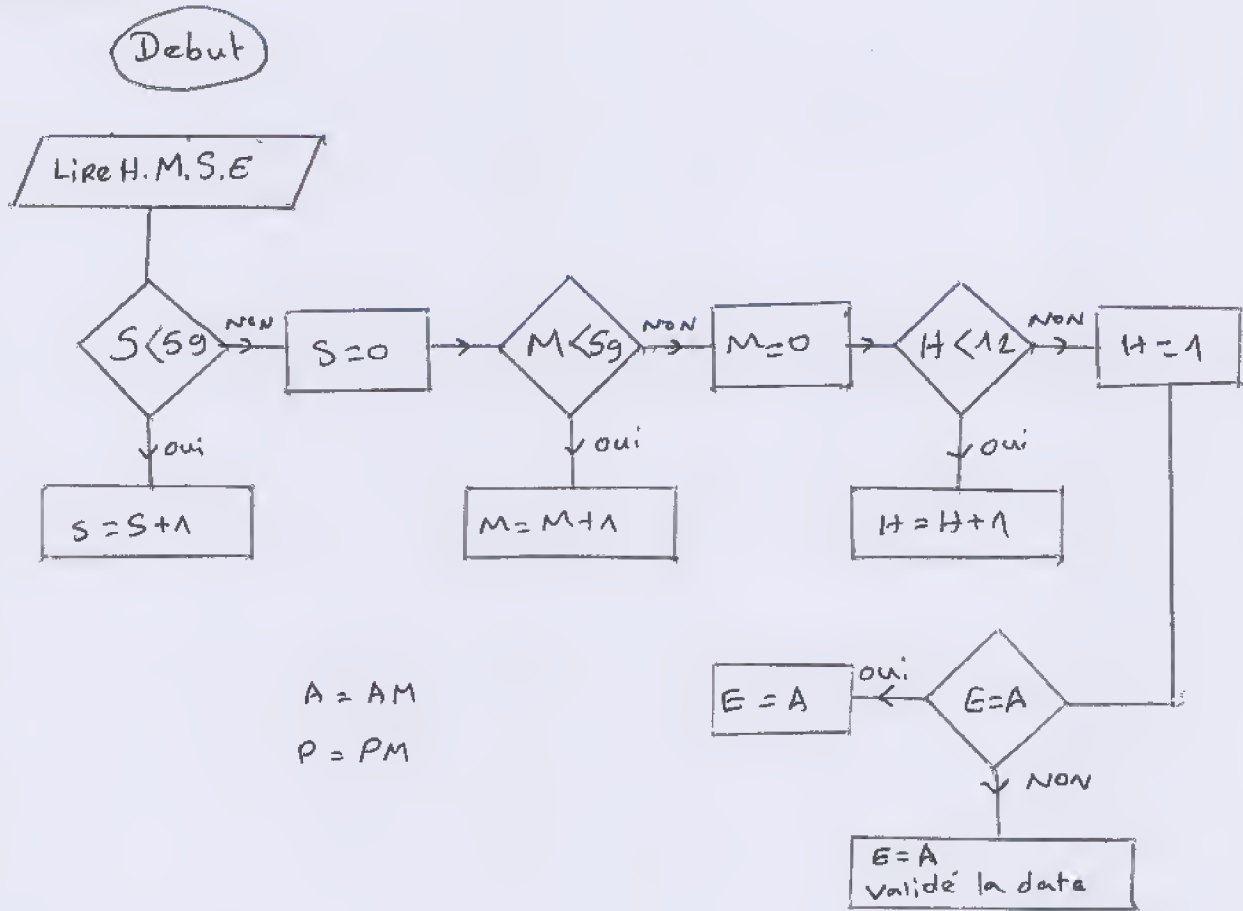 Debut
Lire H.M.S.E
S<59
NON
S=0
M<59
NON
M=0
H<12
NON
H=1
oui
oui
oui
S=S+1
M=M+1
H=H+1
A=AM
P=PM
E=A
oui
E=A
NON
E=A
validé la date